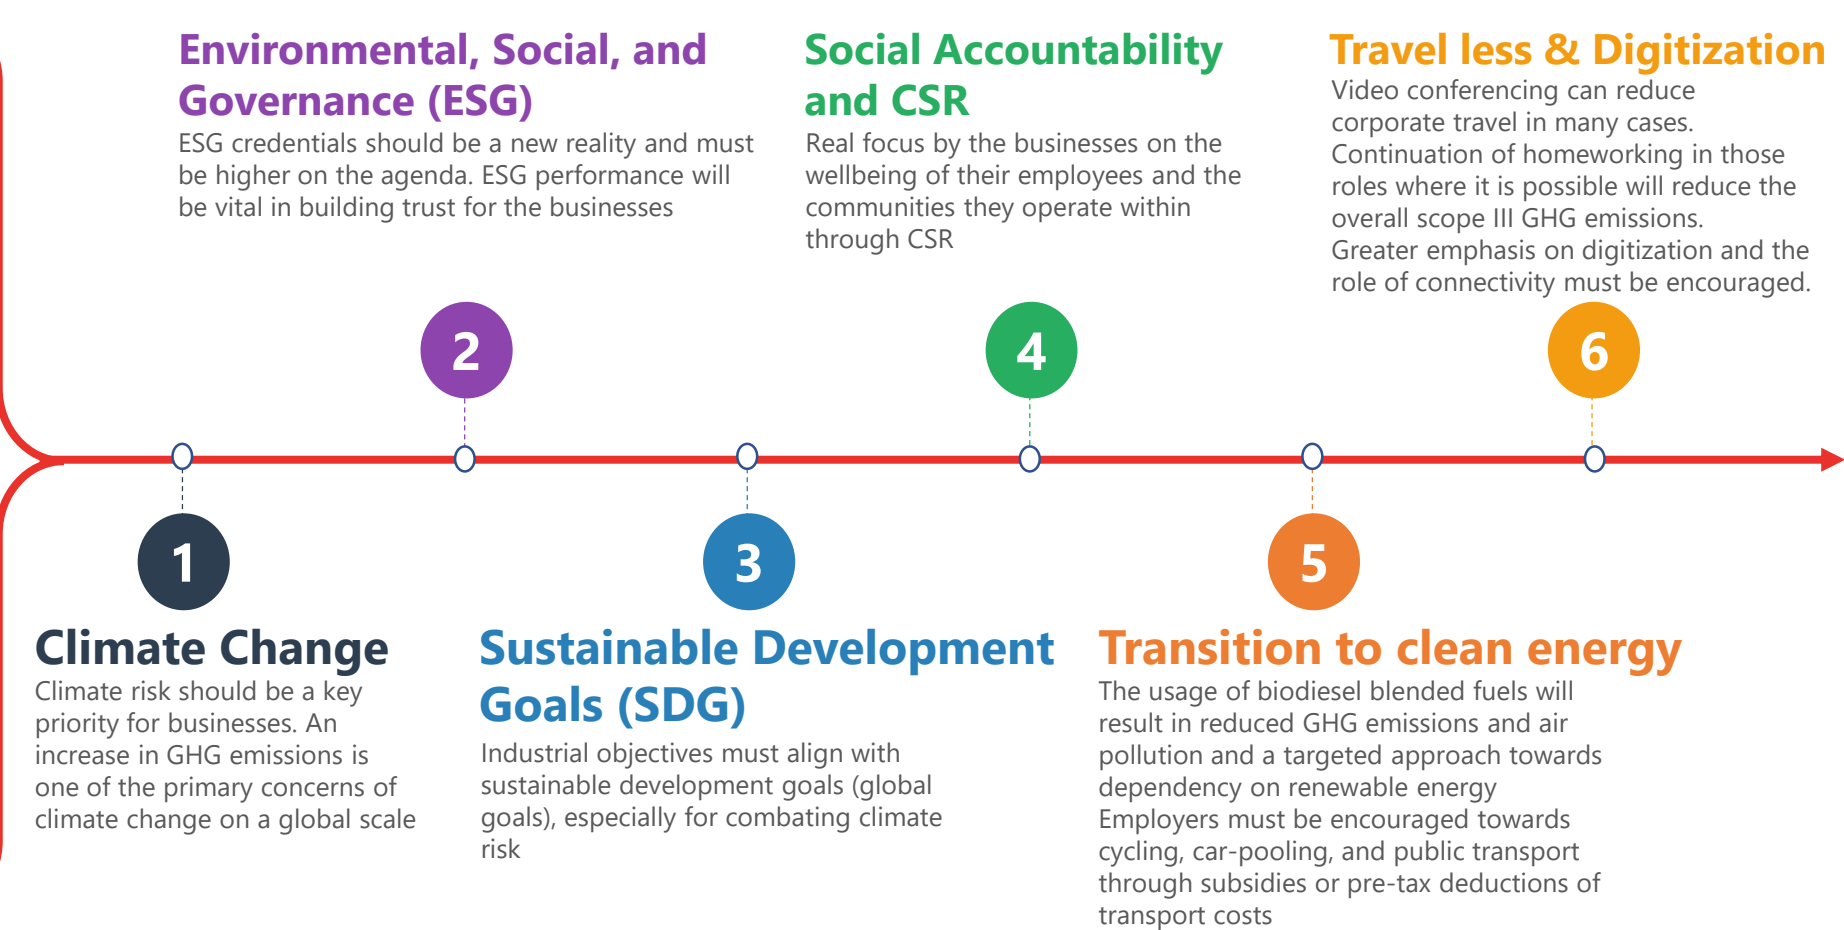 Environmental, Social, and
Governance (ESG)
ESG credentials should be a new reality and must
be higher on the agenda. ESG performance will
be vital in building trust for the businesses
Social Accountability
and CSR
Real focus by the businesses on the
wellbeing of their employees and the
communities they operate within
through CSR
Travel less & Digitization
Video conferencing can reduce
corporate travel in many cases.
Continuation of homeworking in those
roles where it is possible will reduce the
overall scope III GHG emissions.
Greater emphasis on digitization and the
role of connectivity must be encouraged.
2
4
6
1
3
5
Climate Change
Climate risk should be a key
priority for businesses. An
increase in GHG emissions is
one of the primary concerns of
climate change on a global scale
Sustainable Development
Goals (SDG)
Industrial objectives must align with
sustainable development goals (global
goals), especially for combating climate
risk
Transition to clean energy
The usage of biodiesel blended fuels will
result in reduced GHG emissions and air
pollution and a targeted approach towards
dependency on renewable energy
Employers must be encouraged towards
cycling, car-pooling, and public transport
through subsidies or pre-tax deductions of
transport costs